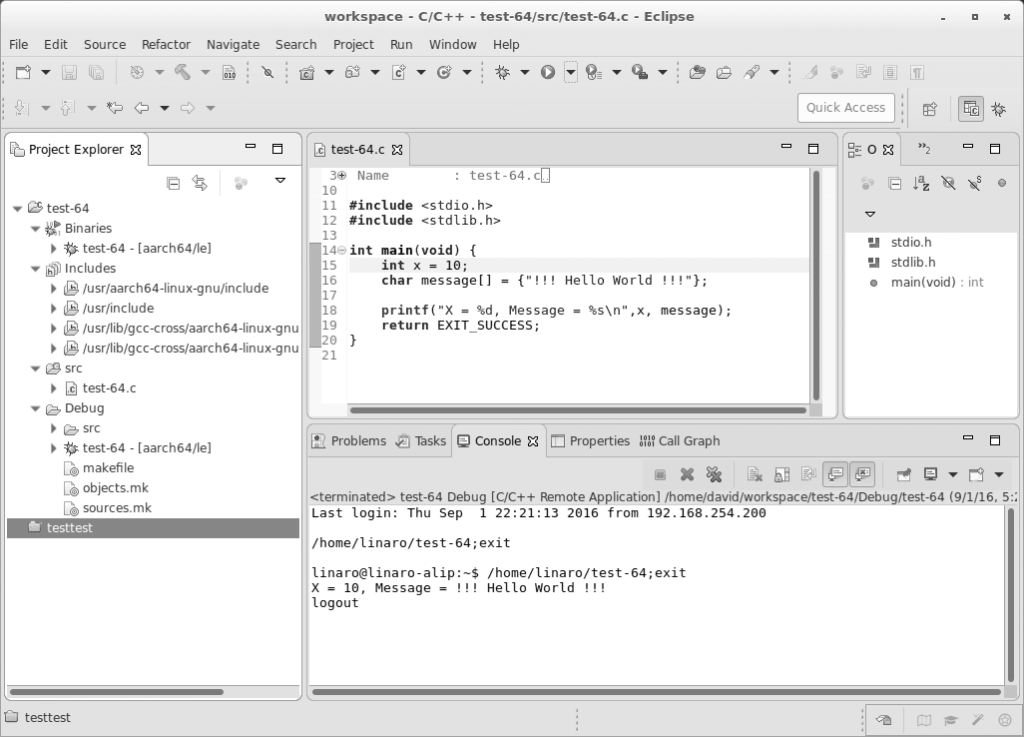 workspace - C/C++ - test-64/src/test-64.c - Eclipse
File Edit Source Refactor Navigate Search Project Run Window Help
010
Quick Access
Project Explorer
test-64
Binaries
test-64 - [aarch64/le]
Includes
/usr/aarch64-linux-gnu/include
/usr/include
/usr/lib/gcc-cross/aarch64-linux-gnu
/usr/lib/gcc-cross/aarch64-linux-gnu
src
test-64.c
Debug
src
test-64 - [aarch64/le]
makefile
objects.mk
sources.mk
testtest
test-64.c
3 Name : test-64.c
10
11 #include <stdio.h>
12 #include <stdlib.h>
13
14 int main(void) {
15 int x = 10;
16 char message[] = {"!!! Hello World !!!"};
17
18 printf("X = %d, Message = %s\n",x, message);
19 return EXIT_SUCCESS;
20 }
21
O
»2
stdio.h
stdlib.h
main(void) : int
Problems Tasks Console Properties Call Graph
<terminated> test-64 Debug [C/C++ Remote Application] /home/david/workspace/test-64/Debug/test-64 (9/1/16, 5:2
Last login: Thu Sep  1 22:21:13 2016 from 192.168.254.200
/home/linaro/test-64;exit
linaro@linaro-alip:~$ /home/linaro/test-64;exit
X = 10, Message = !!! Hello World !!!
logout
testtest